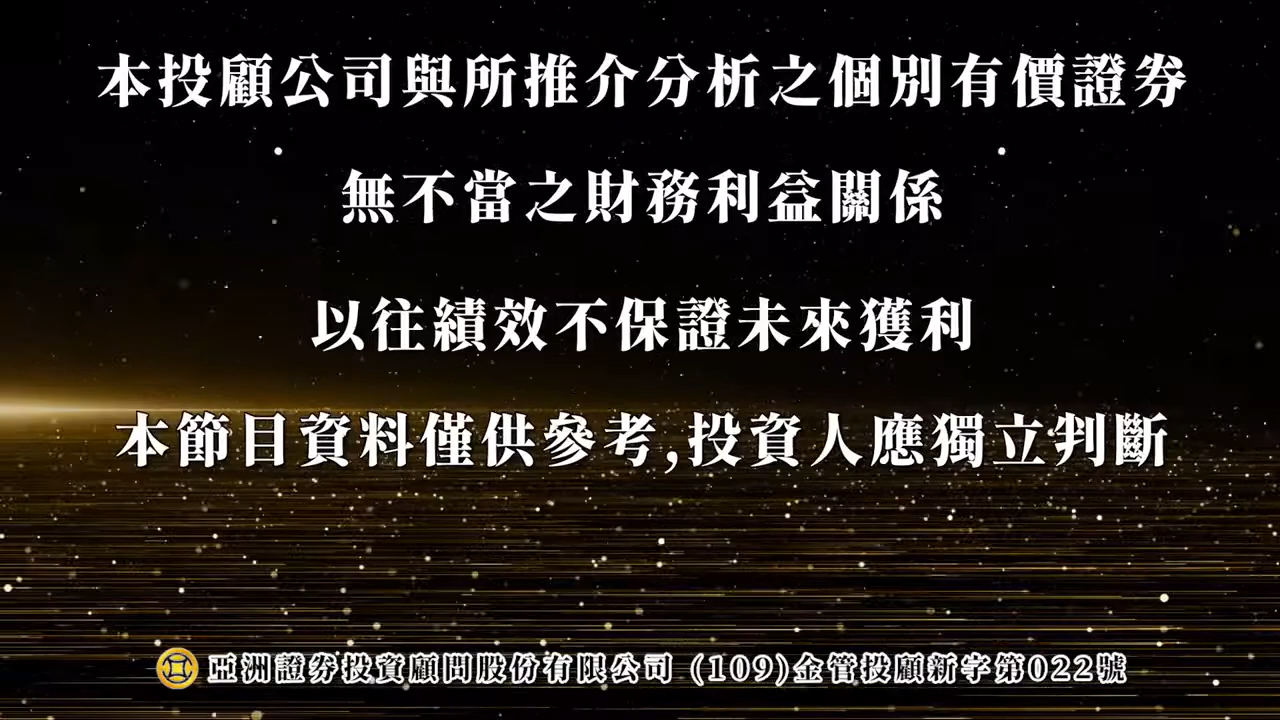 本投顧公司與所推介分析之個別有價證券
無不當之財務利益關係
以往績效不保證未來獲利
本節目資料僅供參考,投資人應獨立判斷
亞洲證券投資顧問股份有限公司 (109)金管投顧新字第022號